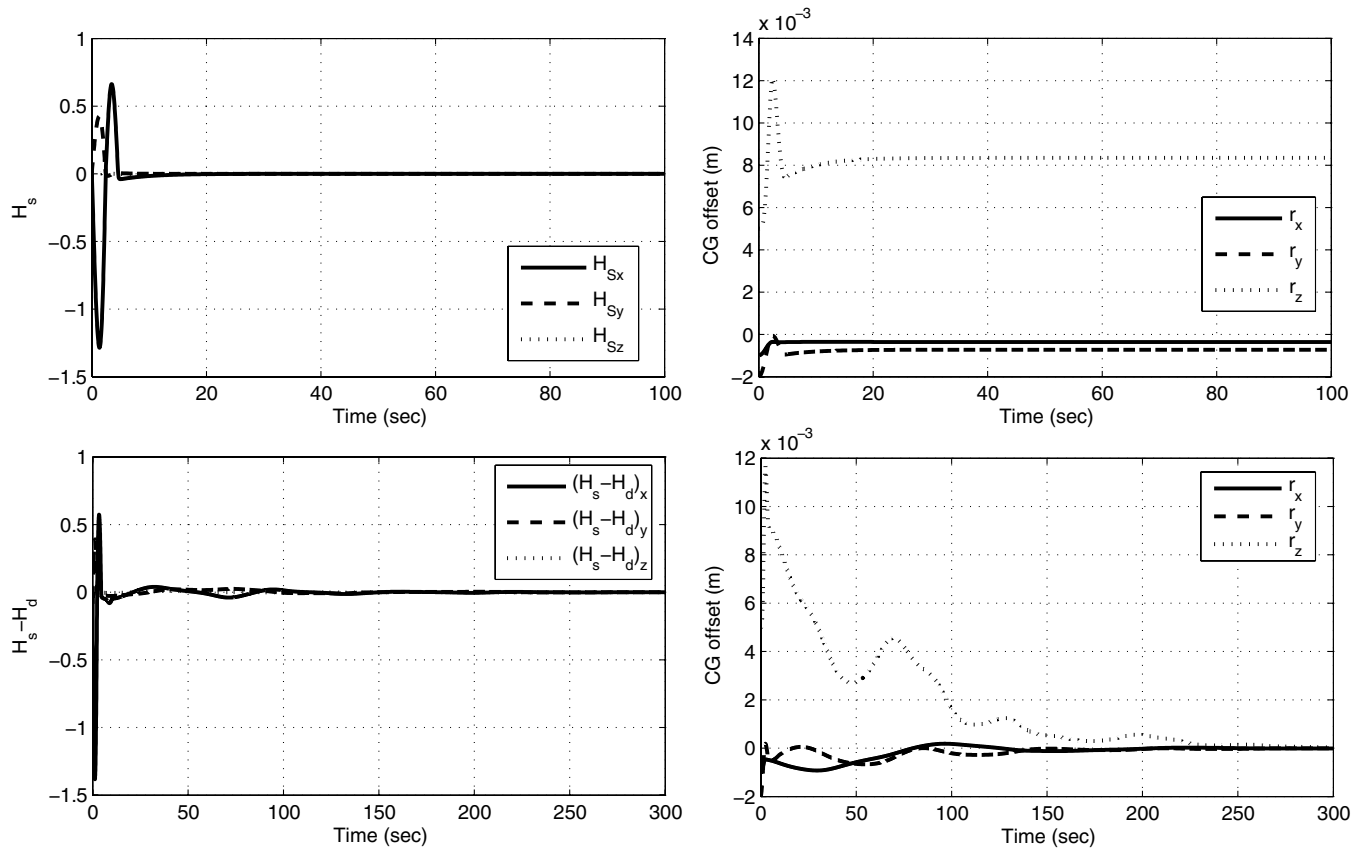 1
0.5
0
−0.5
−1
−1.5
H_s
0 20 40 60 80 100
Time (sec)
H_Sx
H_Sy
H_Sz
x 10^−3
14
12
10
8
6
4
2
0
−2
CG offset (m)
0 20 40 60 80 100
Time (sec)
r_x
r_y
r_z
1
0.5
0
−0.5
−1
−1.5
H_s−H_d
0 50 100 150 200 250 300
Time (sec)
(H_s−H_d)_x
(H_s−H_d)_y
(H_s−H_d)_z
x 10^−3
12
10
8
6
4
2
0
−2
CG offset (m)
0 50 100 150 200 250 300
Time (sec)
r_x
r_y
r_z